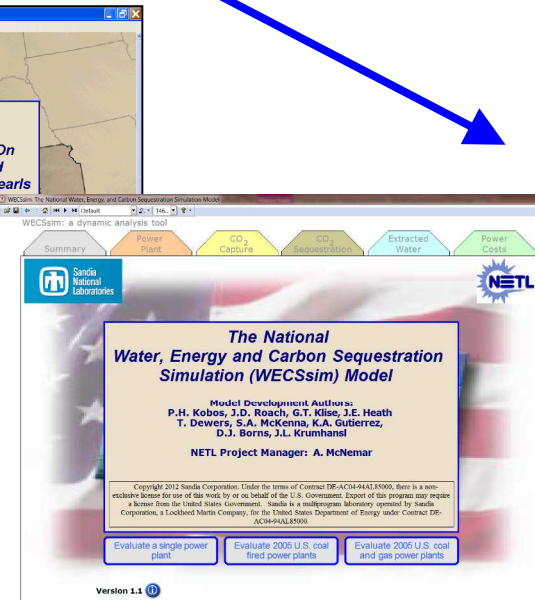 On
earls
WECSsim: The National Water, Energy, and Carbon Sequestration Simulation Model
Default
146...
WECSsim: a dynamic analysis tool
Summary
Power Plant
CO2 Capture
CO2 Sequestration
Extracted Water
Power Costs
Sandia
National
Laboratories
NETL
The National
Water, Energy and Carbon Sequestration
Simulation (WECSsim) Model
Model Development Authors:
P.H. Kobos, J.D. Roach, G.T. Klise, J.E. Heath
T. Dewers, S.A. McKenna, K.A. Gutierrez,
D.J. Borns, J.L. Krumhansl
NETL Project Manager: A. McNemar
Copyright 2012 Sandia Corporation. Under the terms of Contract DE-AC04-94AL85000, there is a non-
exclusive license for use of this work by or on behalf of the U.S. Government. Export of this program may require
a license from the United States Government. Sandia is a multiprogram laboratory operated by Sandia
Corporation, a Lockheed Martin Company, for the United States Department of Energy under Contract DE-
AC04-94AL85000.
Evaluate a single power
plant
Evaluate 2005 U.S. coal
fired power plants
Evaluate 2005 U.S. coal
and gas power plants
Version 1.1